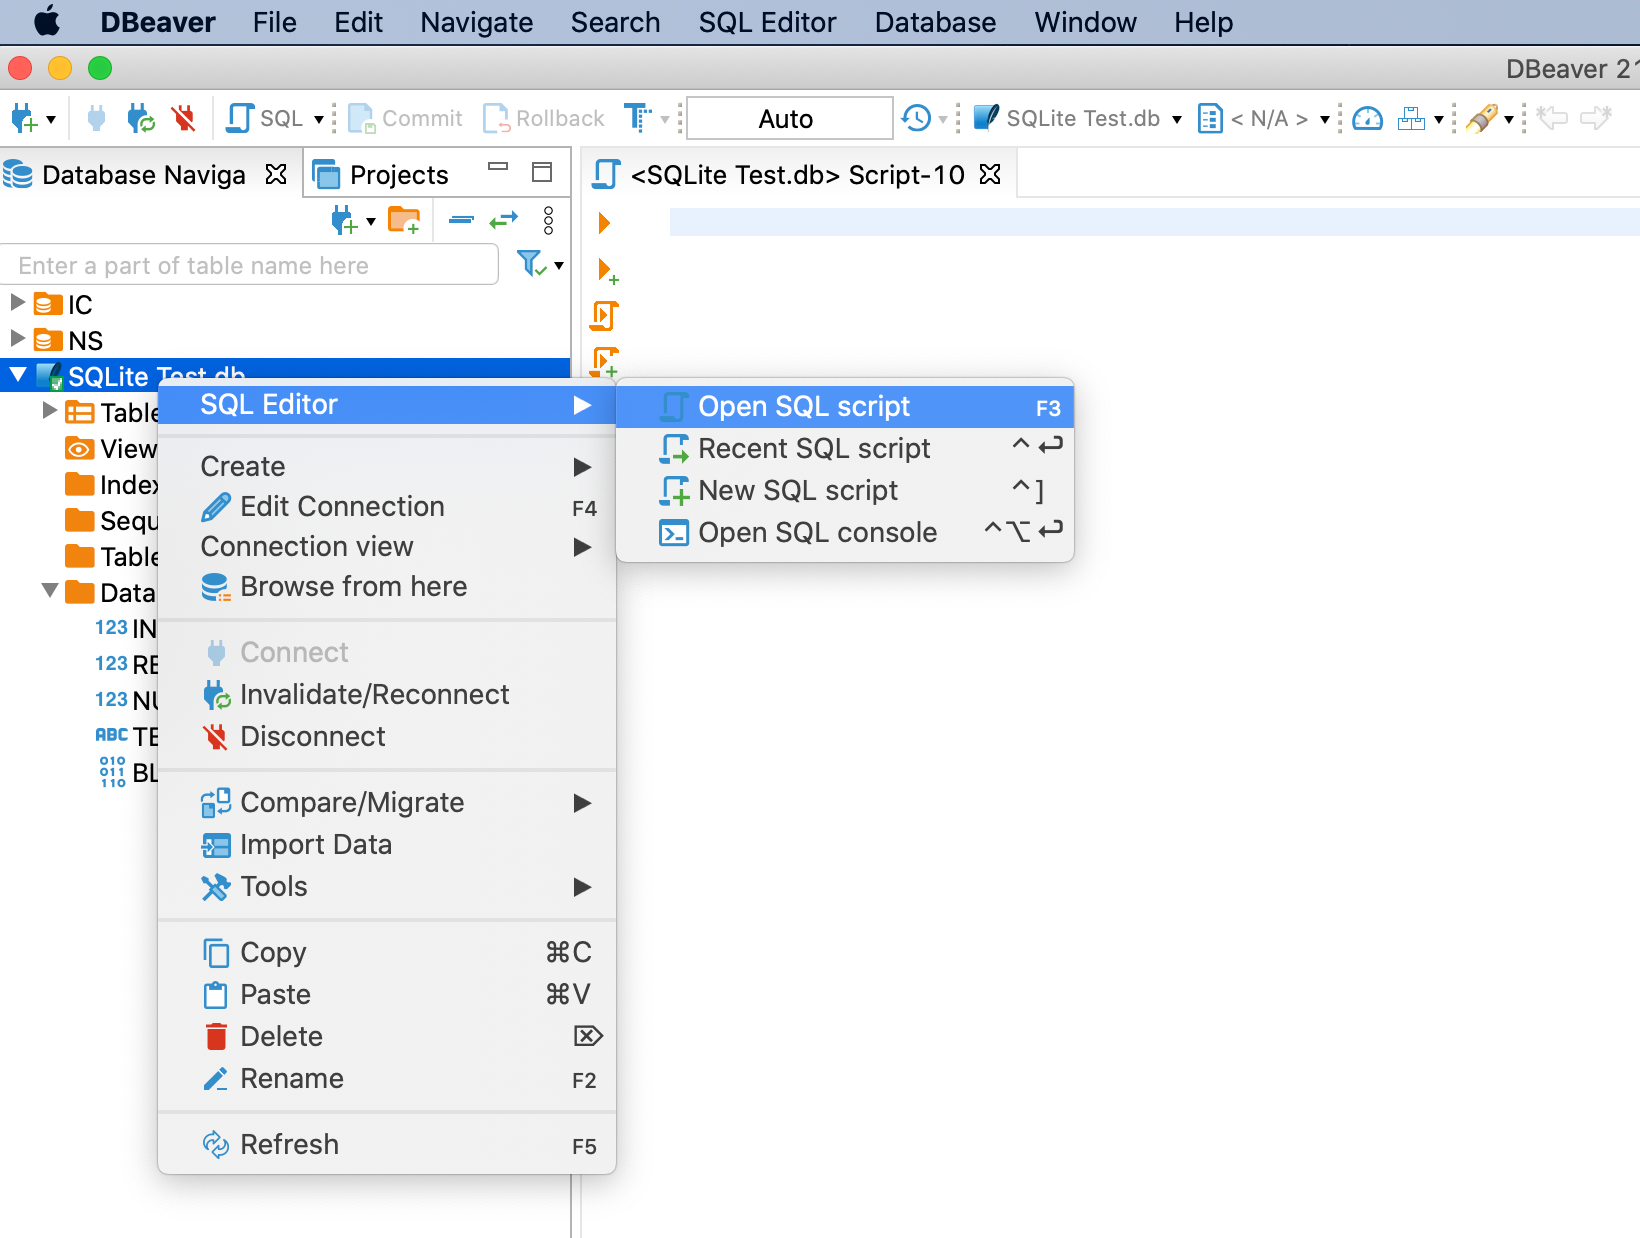 DBeaver File Edit Navigate Search SQL Editor Database Window Help
DBeaver 21
SQL Commit Rollback Auto SQLite Test.db < N/A >
Database Naviga Projects
<SQLite Test.db> Script-10
Enter a part of table name here
IC
NS
SQLite Test.db
Table
View
Index
Sequ
Table
Data
123 IN
123 RE
123 NU
ABC TE
010 011 110 BL
SQL Editor
Create
Edit Connection F4
Connection view
Browse from here
Connect
Invalidate/Reconnect
Disconnect
Compare/Migrate
Import Data
Tools
Copy ⌘C
Paste ⌘V
Delete ⌦
Rename F2
Refresh F5
Open SQL script F3
Recent SQL script ^↩
New SQL script ^]
Open SQL console ^⌥↩